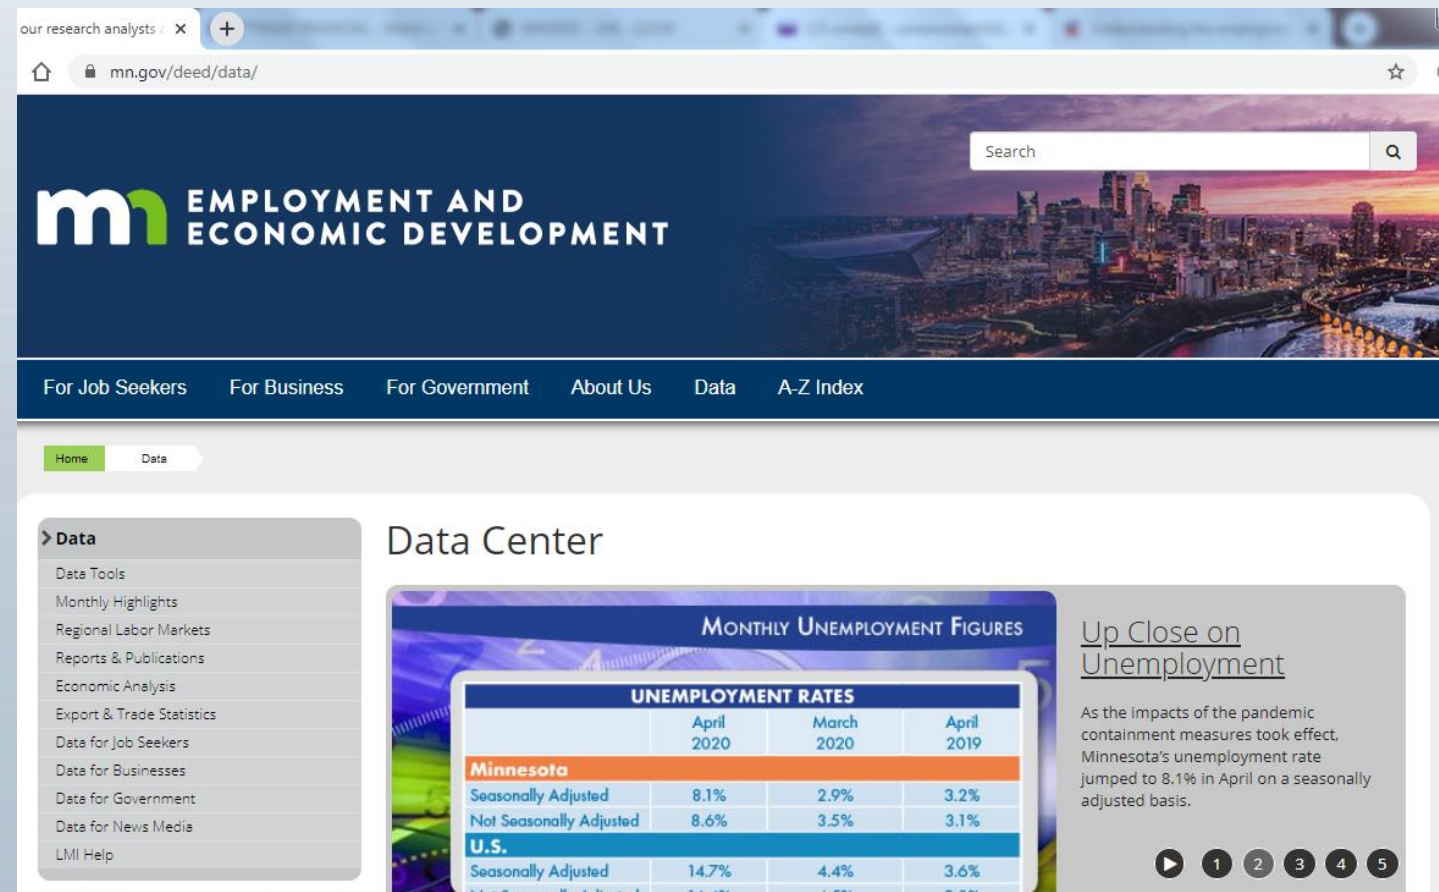 our research analysts
mn.gov/deed/data/
Search
mn EMPLOYMENT AND
ECONOMIC DEVELOPMENT
For Job Seekers For Business For Government About Us Data A-Z Index
Home Data
Data
Data Tools
Monthly Highlights
Regional Labor Markets
Reports & Publications
Economic Analysis
Export & Trade Statistics
Data for Job Seekers
Data for Businesses
Data for Government
Data for News Media
LMI Help
Data Center
MONTHLY UNEMPLOYMENT FIGURES
UNEMPLOYMENT RATES
April March April
2020 2020 2019
Minnesota
Seasonally Adjusted 8.1% 2.9% 3.2%
Not Seasonally Adjusted 8.6% 3.5% 3.1%
U.S.
Seasonally Adjusted 14.7% 4.4% 3.6%
Up Close on
Unemployment
As the impacts of the pandemic
containment measures took effect,
Minnesota's unemployment rate
jumped to 8.1% in April on a seasonally
adjusted basis.
1 2 3 4 5